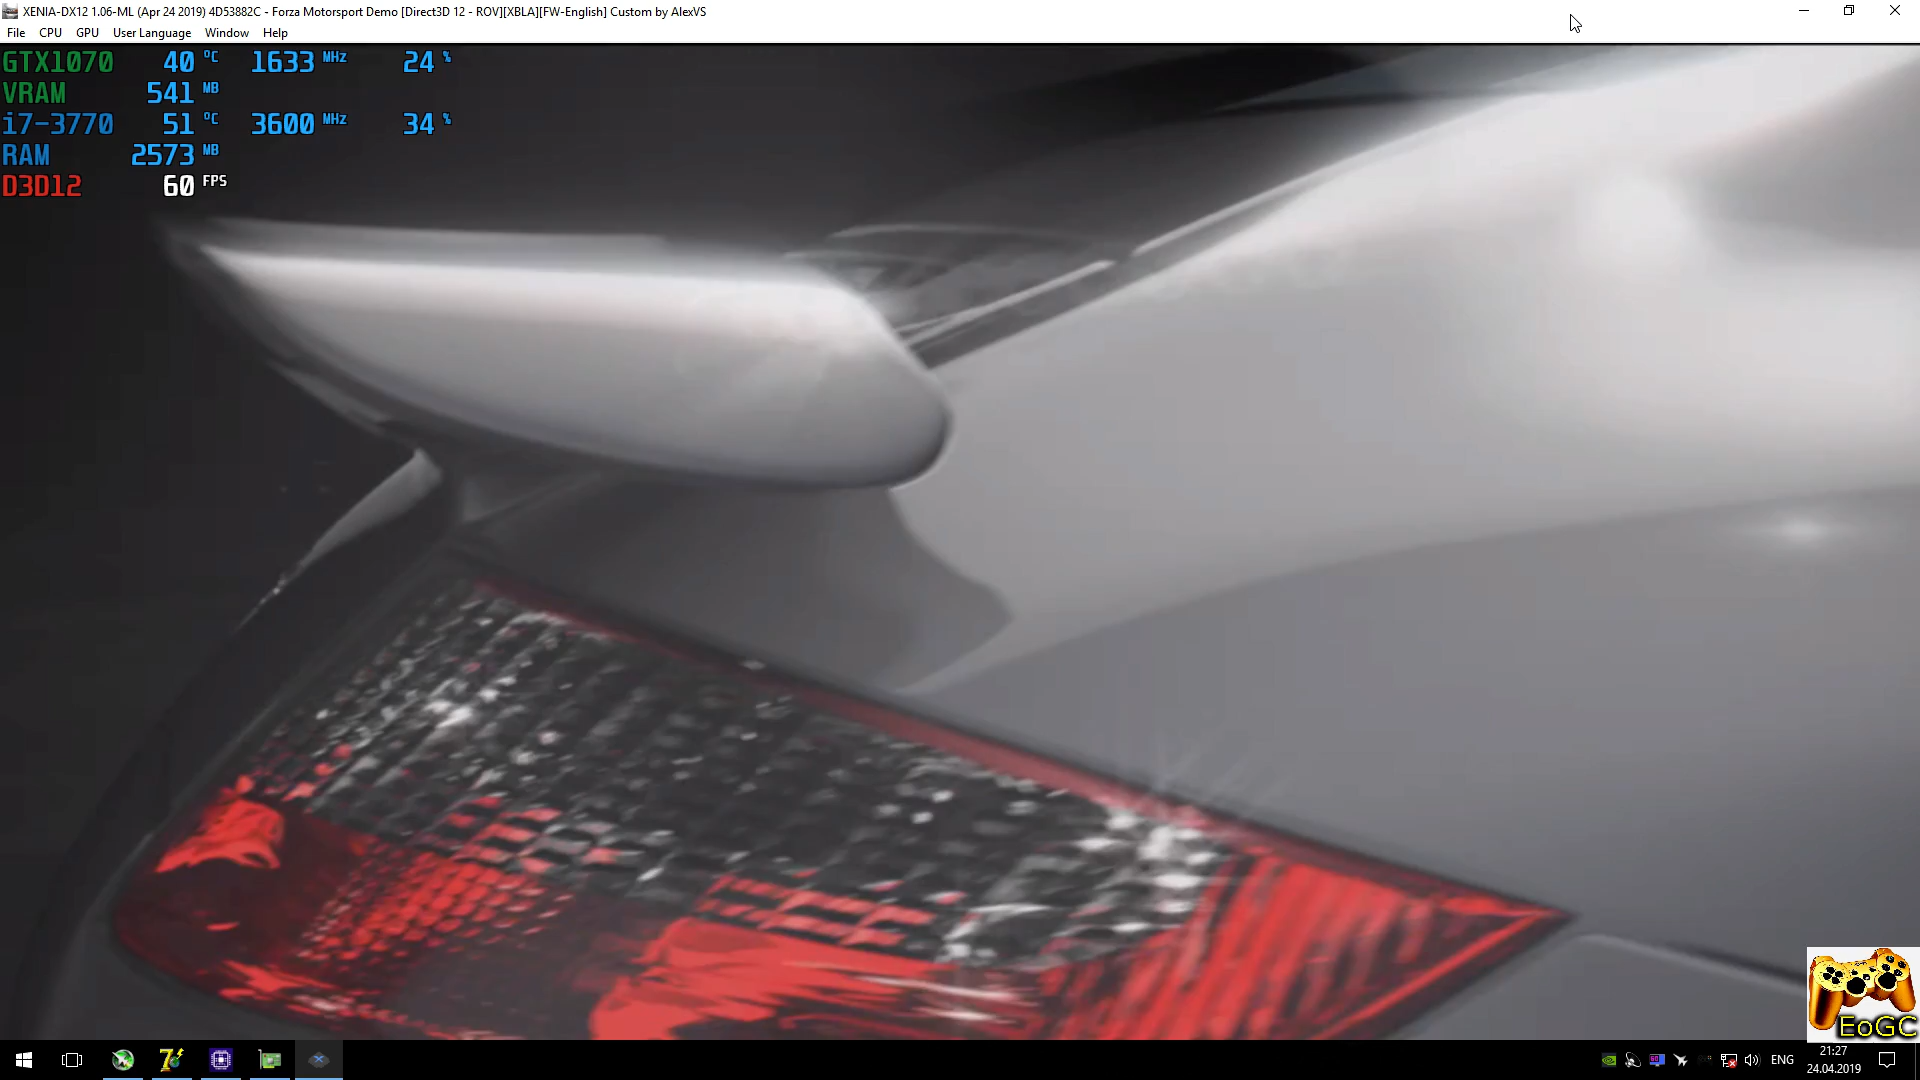 XENIA-DX12 1.06-ML (Apr 24 2019) 4D53882C - Forza Motorsport Demo [Direct3D 12 - ROV][XBLA][FW-English] Custom by AlexVS
File CPU GPU User Language Window Help
GTX1070 40 °C 1633 MHz 24 %
VRAM 541 MB
i7-3770 51 °C 3600 MHz 34 %
RAM 2573 MB
D3D12 60 FPS
EoGC
ENG 21:27
24.04.2019